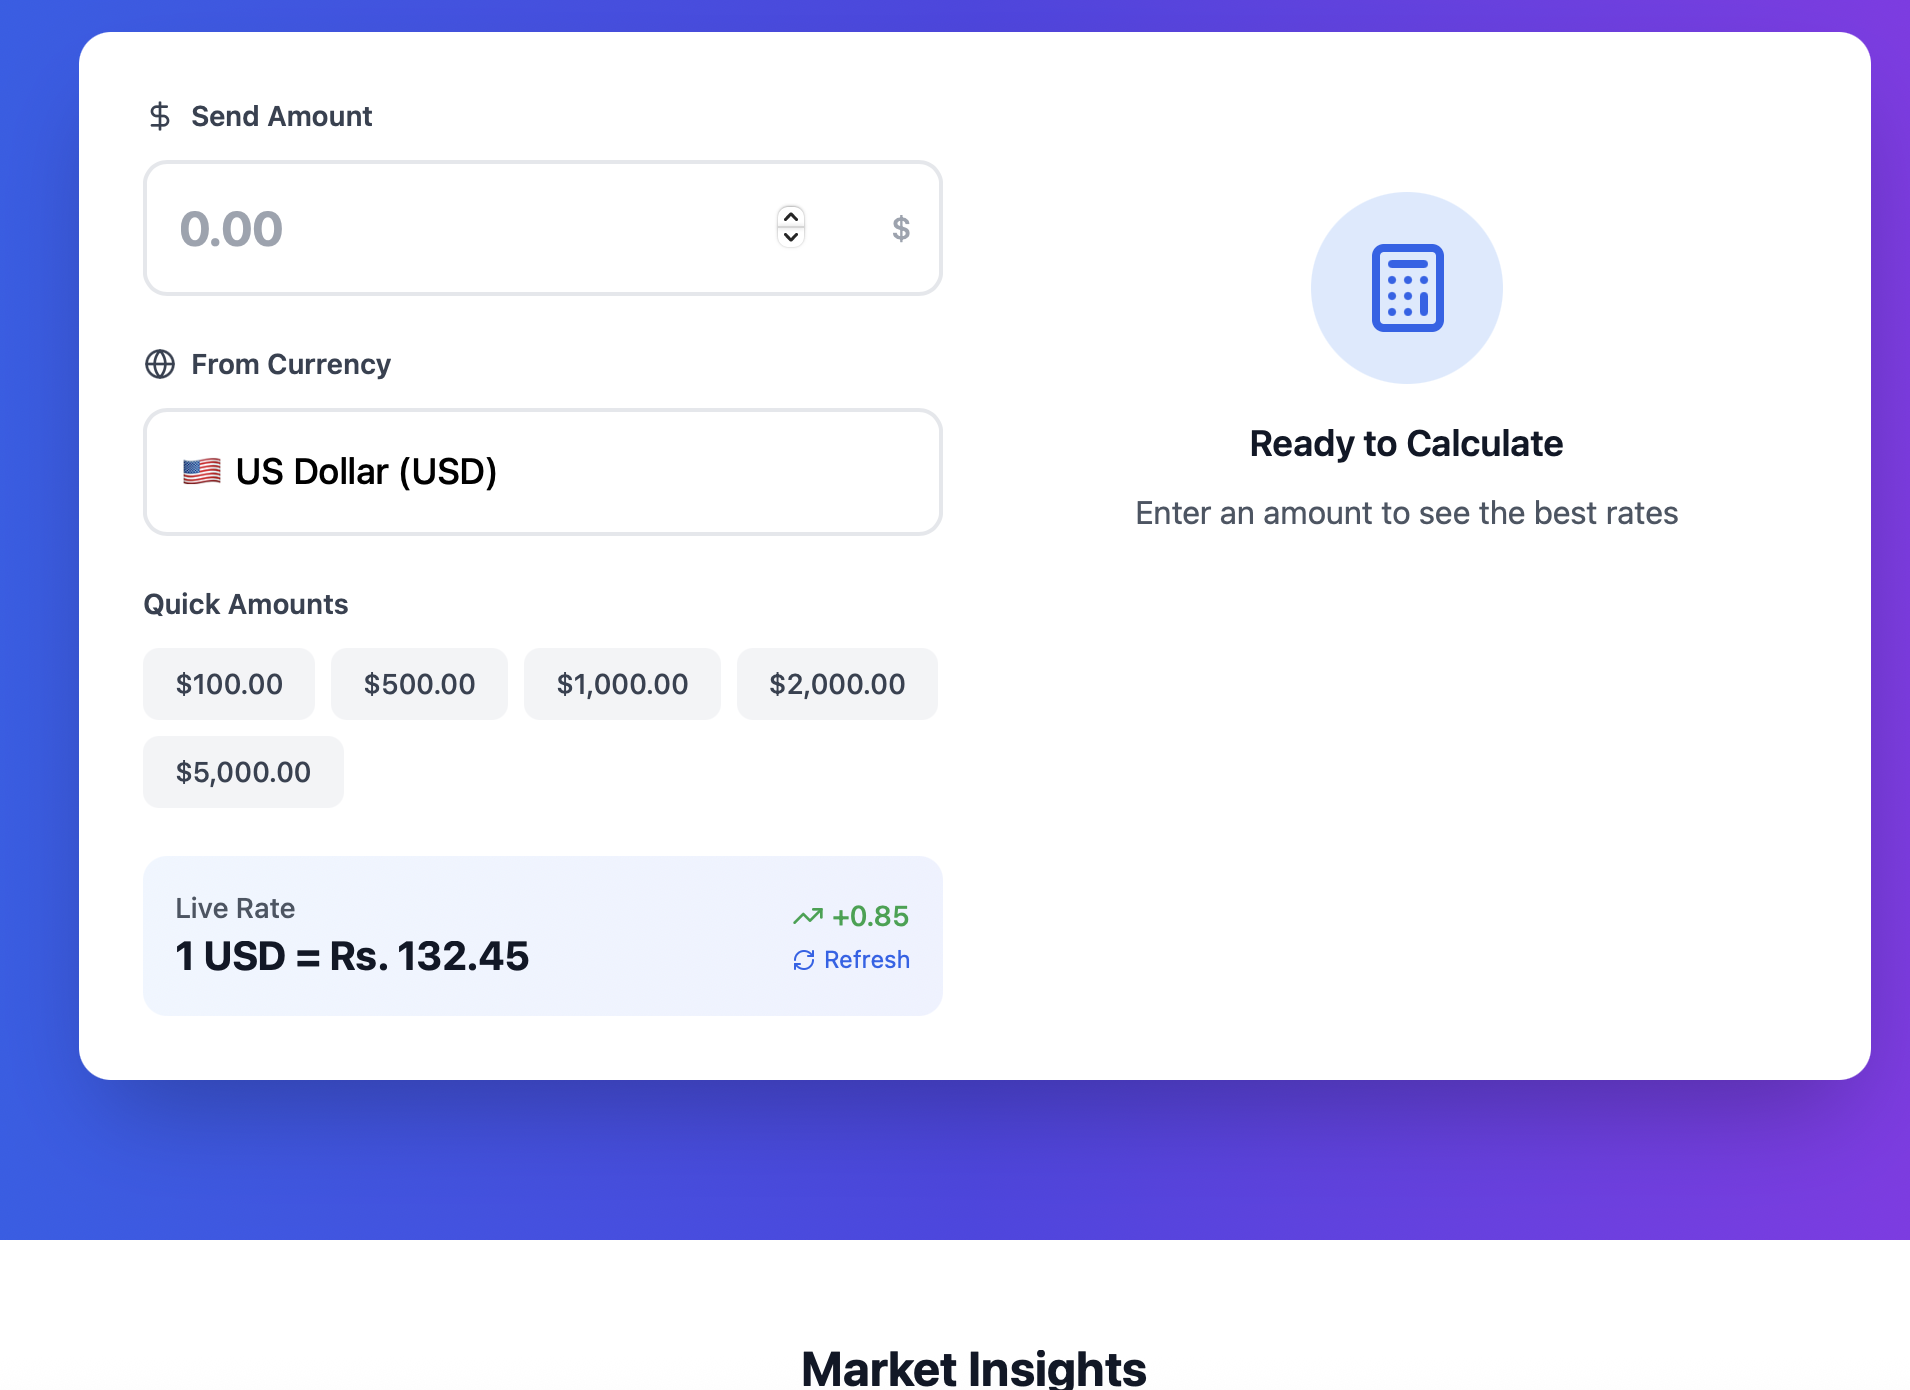 Send Amount
0.00
$
From Currency
🇺🇸 US Dollar (USD)
Quick Amounts
$100.00
$500.00
$1,000.00
$2,000.00
$5,000.00
Live Rate
1 USD = Rs. 132.45
+0.85
Refresh
Ready to Calculate
Enter an amount to see the best rates
Market Insights